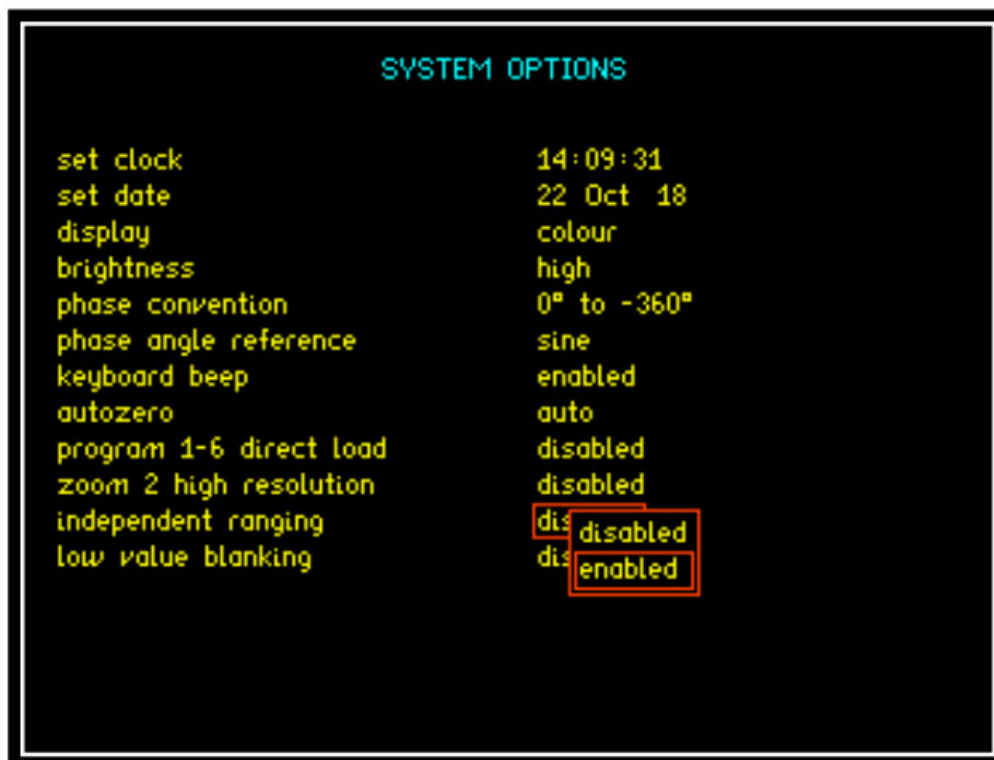 SYSTEM OPTIONS
set clock 14:09:31
set date 22 Oct 18
display colour
brightness high
phase convention 0° to -360°
phase angle reference sine
keyboard beep enabled
autozero auto
program 1-6 direct load disabled
zoom 2 high resolution disabled
independent ranging dis
disabled
low value blanking dis
enabled